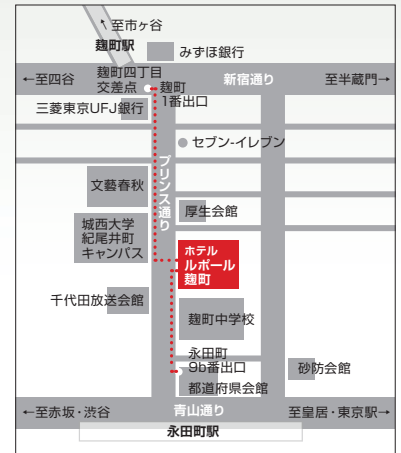 ↖至市ヶ谷
麹町駅
みずほ銀行
←至四谷
麹町四丁目
交差点
麹町
1番出口
新宿通り
至半蔵門→
三菱東京UFJ銀行
セブン-イレブン
プリンス通り
文藝春秋
厚生会館
城西大学
紀尾井町
キャンパス
ホテル
ルポール
麹町
千代田放送会館
麹町中学校
永田町
9b番出口
都道府県会館
砂防会館
←至赤坂・渋谷
青山通り
至皇居・東京駅→
永田町駅